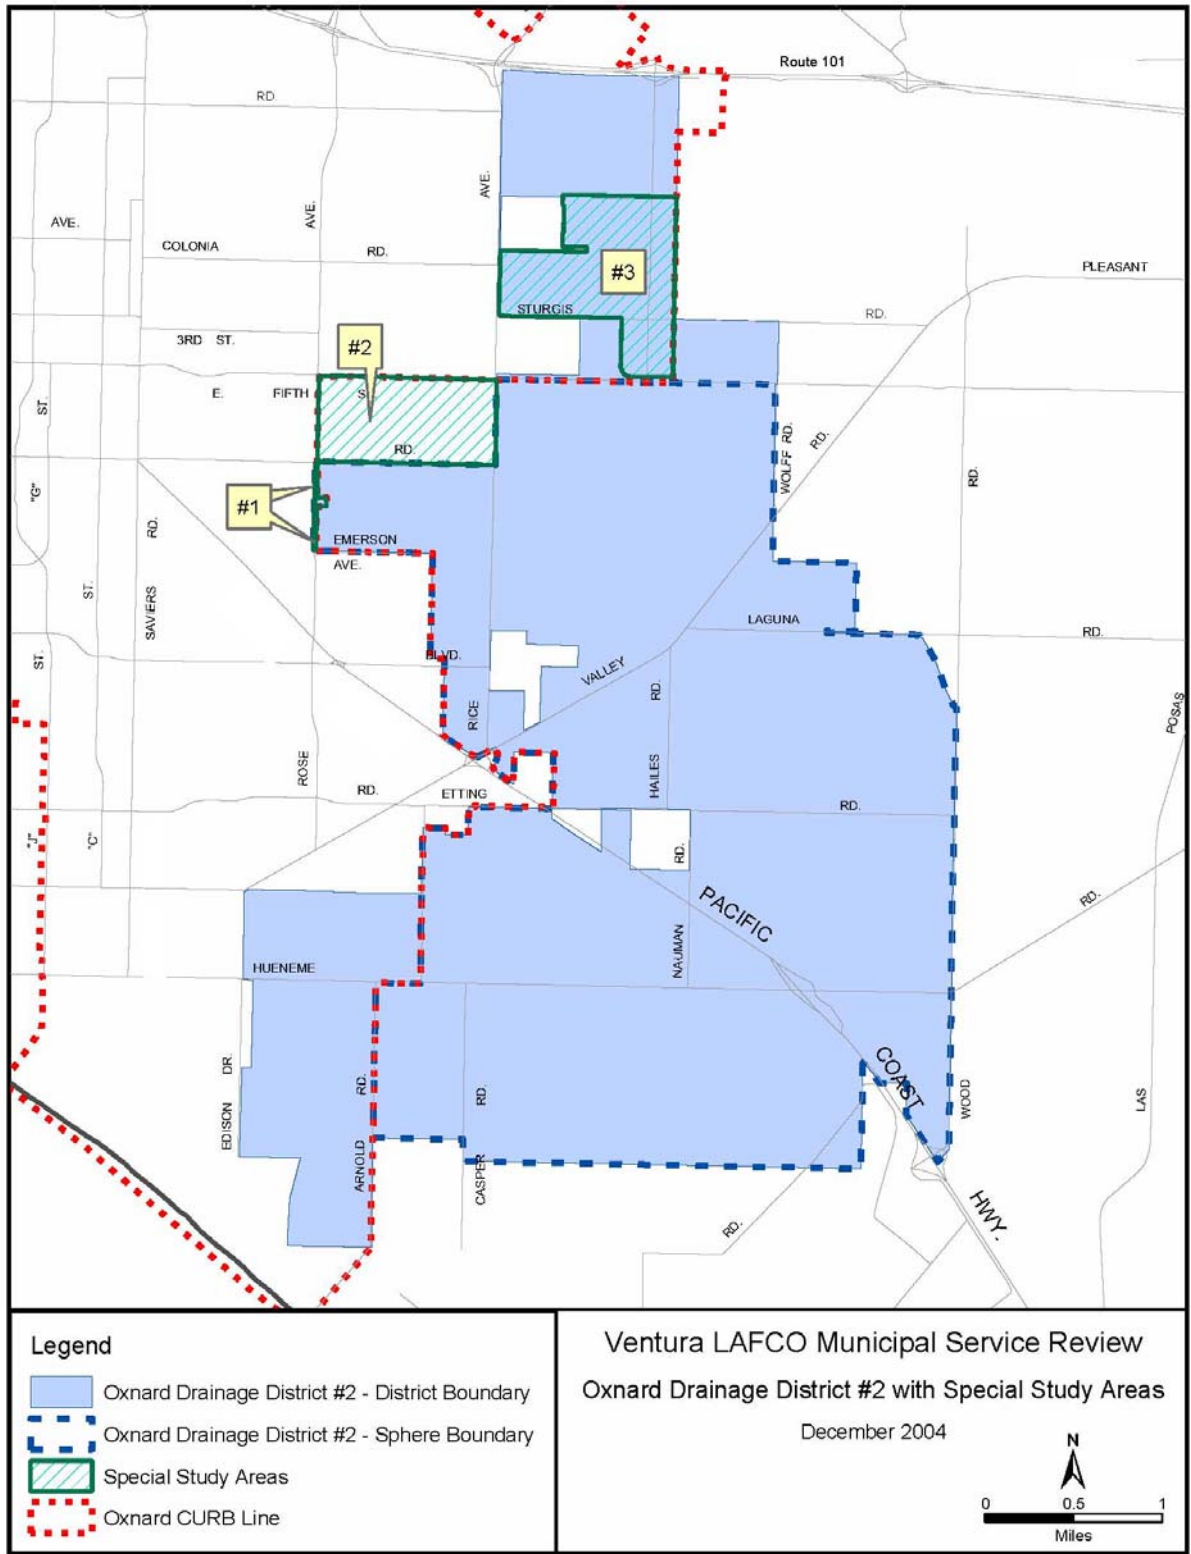 Route 101
RD.
AVE.
AVE.
AVE.
COLONIA
RD.
#3
PLEASANT
STURGIS
RD.
3RD ST.
#2
E. FIFTH S
ST.
RD.
WOLFF RD.
RD.
RD.
"G"
#1
RD.
EMERSON
AVE.
ST.
SAVIERS
LAGUNA
RD.
ST.
BLVD.
VALLEY
RD.
RICE
POSAS
ROSE
HAILES
RD.
ETTING
RD.
"J"
"C"
RD.
PACIFIC
RD.
NAUMAN
HUENEME
COAST
EDISON DR.
ARNOLD RD.
RD.
WOOD
LAS
CASPER
RD.
HWY.
Legend
Oxnard Drainage District #2 - District Boundary
Oxnard Drainage District #2 - Sphere Boundary
Special Study Areas
Oxnard CURB Line
Ventura LAFCO Municipal Service Review
Oxnard Drainage District #2 with Special Study Areas
December 2004
N
0 0.5 1
Miles